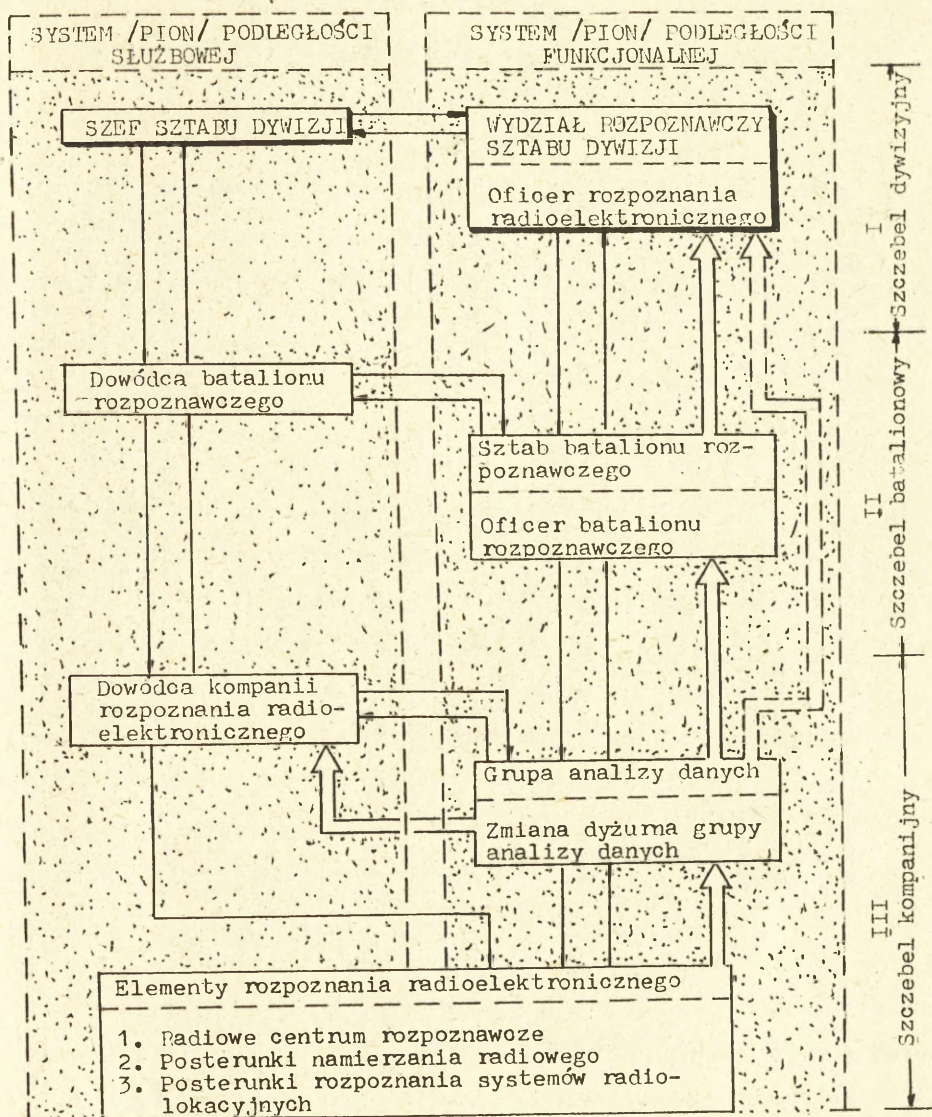 SYSTEM /PION/ PODLEGŁOŚCI
SŁUŻBOWEJ
SYSTEM /PION/ PODLEGŁOŚCI
FUNKCJONALNEJ
SZEF SZTABU DYWIZJI
WYDZIAŁ ROZPOZNAWCZY
SZTABU DYWIZJI
Oficer rozpoznania
radioelektronicznego
I
Szczebel dywizyjny
Dowódca batalionu
rozpoznawczego
Sztab batalionu roz-
poznawczego
Oficer batalionu
rozpoznawczego
II
Szczebel batalionowy
Dowódca kompanii
rozpoznania radio-
elektronicznego
Grupa analizy danych
Zmiana dyżurna grupy
analizy danych
III
Szczebel kompanijny
Elementy rozpoznania radioelektronicznego
1. Radiowe centrum rozpoznawcze
2. Posterunki namierzania radiowego
3. Posterunki rozpoznania systemów radio-
lokacyjnych